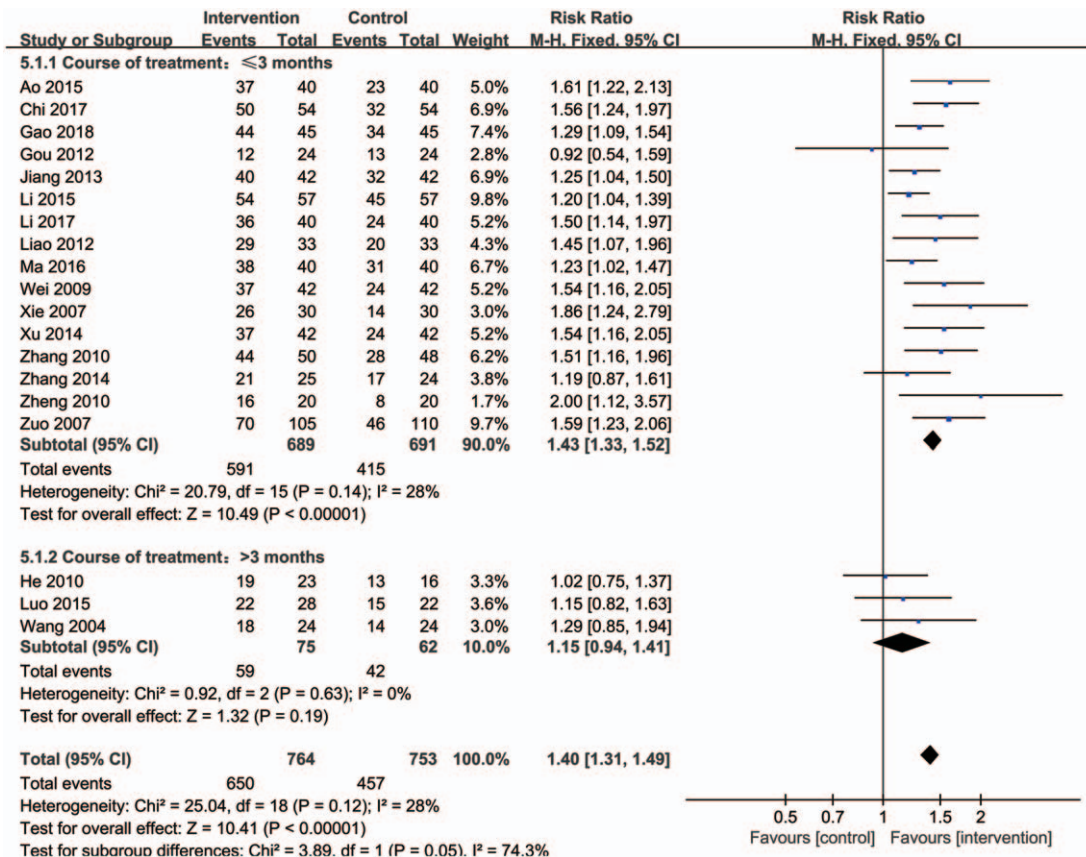 Intervention Control Risk Ratio Risk Ratio
Study or Subgroup Events Total Events Total Weight M-H. Fixed. 95% CI M-H. Fixed. 95% CI
5.1.1 Course of treatment: ≤3 months
Ao 2015 37 40 23 40 5.0% 1.61 [1.22, 2.13]
Chi 2017 50 54 32 54 6.9% 1.56 [1.24, 1.97]
Gao 2018 44 45 34 45 7.4% 1.29 [1.09, 1.54]
Gou 2012 12 24 13 24 2.8% 0.92 [0.54, 1.59]
Jiang 2013 40 42 32 42 6.9% 1.25 [1.04, 1.50]
Li 2015 54 57 45 57 9.8% 1.20 [1.04, 1.39]
Li 2017 36 40 24 40 5.2% 1.50 [1.14, 1.97]
Liao 2012 29 33 20 33 4.3% 1.45 [1.07, 1.96]
Ma 2016 38 40 31 40 6.7% 1.23 [1.02, 1.47]
Wei 2009 37 42 24 42 5.2% 1.54 [1.16, 2.05]
Xie 2007 26 30 14 30 3.0% 1.86 [1.24, 2.79]
Xu 2014 37 42 24 42 5.2% 1.54 [1.16, 2.05]
Zhang 2010 44 50 28 48 6.2% 1.51 [1.16, 1.96]
Zhang 2014 21 25 17 24 3.8% 1.19 [0.87, 1.61]
Zheng 2010 16 20 8 20 1.7% 2.00 [1.12, 3.57]
Zuo 2007 70 105 46 110 9.7% 1.59 [1.23, 2.06]
Subtotal (95% CI) 689 691 90.0% 1.43 [1.33, 1.52]
Total events 591 415
Heterogeneity: Chi² = 20.79, df = 15 (P = 0.14); I² = 28%
Test for overall effect: Z = 10.49 (P < 0.00001)
5.1.2 Course of treatment: >3 months
He 2010 19 23 13 16 3.3% 1.02 [0.75, 1.37]
Luo 2015 22 28 15 22 3.6% 1.15 [0.82, 1.63]
Wang 2004 18 24 14 24 3.0% 1.29 [0.85, 1.94]
Subtotal (95% CI) 75 62 10.0% 1.15 [0.94, 1.41]
Total events 59 42
Heterogeneity: Chi² = 0.92, df = 2 (P = 0.63); I² = 0%
Test for overall effect: Z = 1.32 (P = 0.19)
Total (95% CI) 764 753 100.0% 1.40 [1.31, 1.49]
Total events 650 457
Heterogeneity: Chi² = 25.04, df = 18 (P = 0.12); I² = 28%
Test for overall effect: Z = 10.41 (P < 0.00001)
Test for subgroup differences: Chi² = 3.89, df = 1 (P = 0.05), I² = 74.3%
0.5 0.7 1 1.5 2
Favours [control] Favours [intervention]